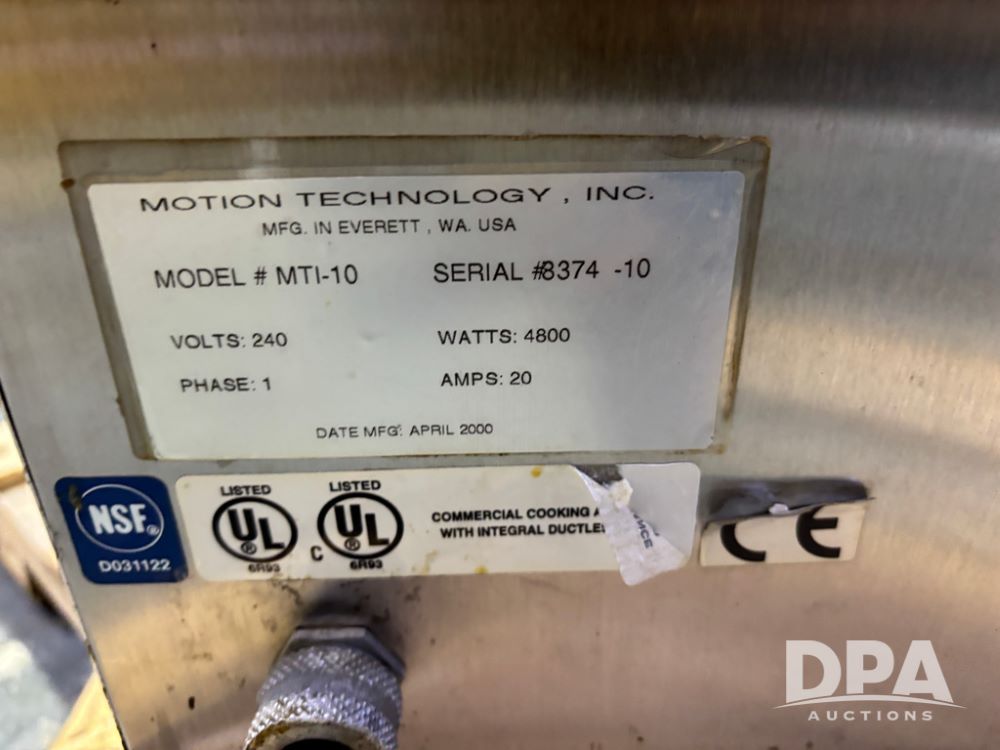 MOTION TECHNOLOGY , INC.
MFG. IN EVERETT , WA. USA
MODEL # MTI-10 SERIAL #8374 -10
VOLTS: 240 WATTS: 4800
PHASE: 1 AMPS: 20
DATE MFG: APRIL 2000
NSF®
D031122
LISTED
UL®
6R93
LISTED
C UL®
6R93
COMMERCIAL COOKING
WITH INTEGRAL
CE
DPA
AUCTIONS